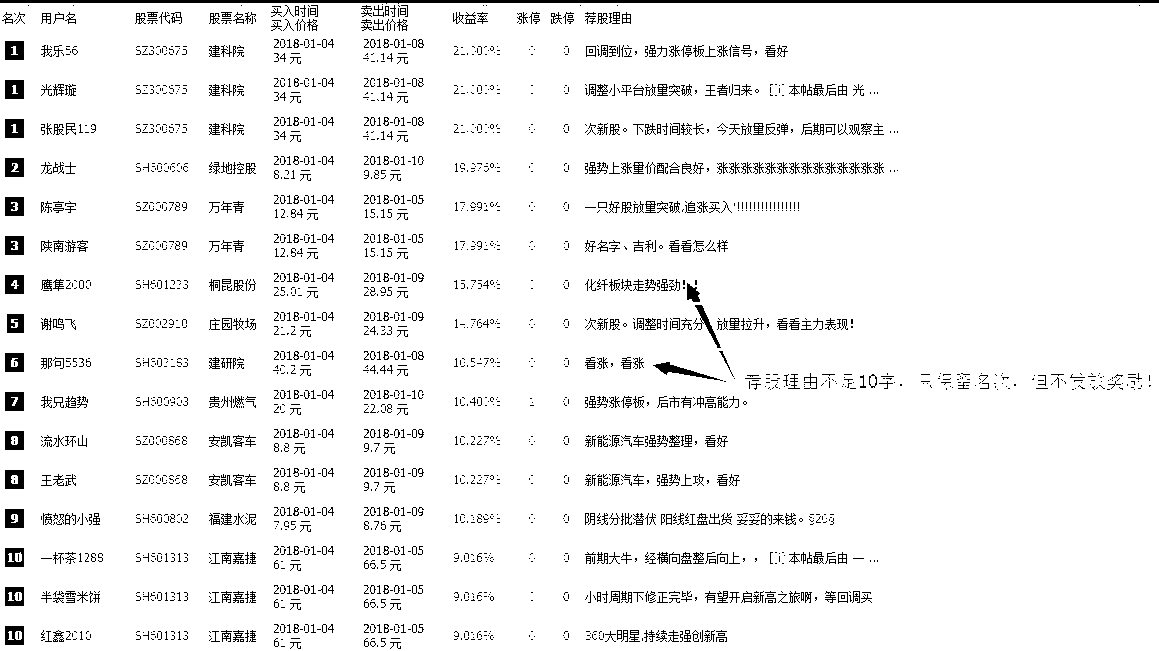 名次 用户名 股票代码 股票名称 买入时间 卖出时间 收益率 涨停 跌停 荐股理由
买入价格 卖出价格
1 我乐56 SZ300675 建科院 2018-01-04 2018-01-08 21.000% 0 0 回调到位，强力涨停板上涨信号，看好
34 元 41.14 元
1 光辉璇 SZ300675 建科院 2018-01-04 2018-01-08 21.000% 0 0 调整小平台放量突破，王者归来。 [i] 本帖最后由 光 ...
34 元 41.14 元
1 张股民119 SZ300675 建科院 2018-01-04 2018-01-08 21.000% 0 0 次新股。下跌时间较长，今天放量反弹，后期可以观察主 ...
34 元 41.14 元
2 龙战士 SH600606 绿地控股 2018-01-04 2018-01-10 19.976% 0 0 强势上涨量价配合良好，涨涨涨涨涨涨涨涨涨涨涨涨涨涨 ...
8.21 元 9.85 元
3 陈亭宇 SZ000789 万年青 2018-01-04 2018-01-05 17.991% 0 0 一只好股放量突破,追涨买入!!!!!!!!!!!!!!!!!
12.84 元 15.15 元
3 陕南游客 SZ000789 万年青 2018-01-04 2018-01-05 17.991% 0 0 好名字、吉利。看看怎么样
12.84 元 15.15 元
4 鹰隼2000 SH601233 桐昆股份 2018-01-04 2018-01-09 15.754% 0 化纤板块走势强劲！！
25.01 元 28.95 元
5 谢鸣飞 SZ002910 庄园牧场 2018-01-04 2018-01-09 14.764% 0 0 次新股。调整时间充分，放量拉升，看看主力表现！
21.2 元 24.33 元
6 那句5536 SH603183 建研院 2018-01-04 2018-01-08 10.547% 0 0 看涨，看涨
40.2 元 44.44 元
荐股理由不足10字，只保留名次，但不发放奖励！
7 我兄趋势 SH600903 贵州燃气 2018-01-04 2018-01-10 10.400% 0 强势涨停板，后市有冲高能力。
20 元 22.08 元
8 流水环山 SZ000868 安凯客车 2018-01-04 2018-01-09 10.227% 0 0 新能源汽车强势整理，看好
8.8 元 9.7 元
8 王老武 SZ000868 安凯客车 2018-01-04 2018-01-09 10.227% 0 0 新能源汽车，强势上攻，看好
8.8 元 9.7 元
9 愤怒的小强 SH600802 福建水泥 2018-01-04 2018-01-09 10.189% 0 0 阴线分批潜伏 阳线红盘出货 妥妥的来钱。§20§
7.95 元 8.76 元
10 一杯茶1288 SH601313 江南嘉捷 2018-01-04 2018-01-05 9.016% 0 0 前期大牛，经横向盘整后向上，， [i] 本帖最后由 一 ...
61 元 66.5 元
10 半袋雪米饼 SH601313 江南嘉捷 2018-01-04 2018-01-05 9.016% 0 小时周期下修正完毕，有望开启新高之旅啊，等回调买
61 元 66.5 元
10 红鑫2010 SH601313 江南嘉捷 2018-01-04 2018-01-05 9.016% 0 0 360大明星,持续走强创新高
61 元 66.5 元